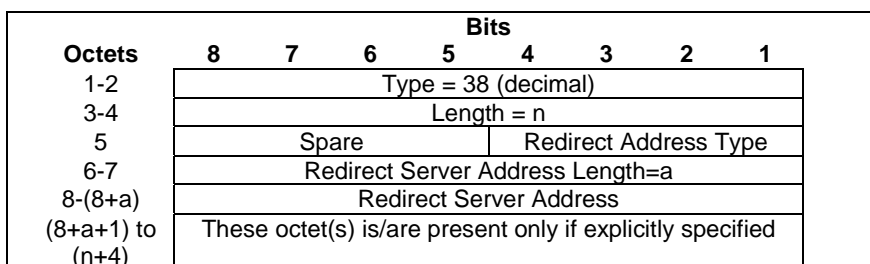 Bits
Octets 8 7 6 5 4 3 2 1
1-2 Type = 38 (decimal)
3-4 Length = n
5 Spare Redirect Address Type
6-7 Redirect Server Address Length=a
8-(8+a) Redirect Server Address
(8+a+1) to These octet(s) is/are present only if explicitly specified
(n+4)